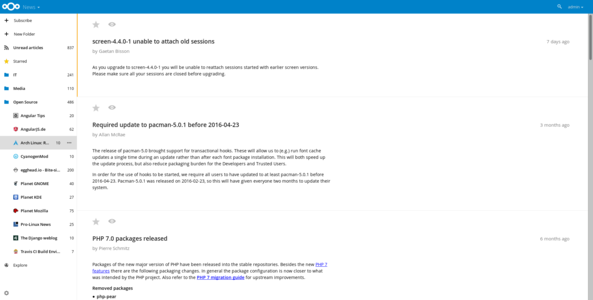 News
admin
Subscribe
New Folder
Unread articles 837
Starred
IT 241
Media 110
Open Source 486
Angular Tips 20
AngularJS.de 62
Arch Linux: R... 10
CyanogenMod
egghead.io - Bite-si... 200
Planet GNOME 40
Planet KDE 27
Planet Mozilla 75
Pro-Linux News 25
The Django weblog 10
Travis CI Build Envi... 7
Explore
screen-4.4.0-1 unable to attach old sessions
7 days ago
by Gaetan Bisson
As you upgrade to screen-4.4.0-1 you will be unable to reattach sessions started with earlier screen versions.
Please make sure all your sessions are closed before upgrading.
Required update to pacman-5.0.1 before 2016-04-23
3 months ago
by Allan McRae
The release of pacman-5.0 brought support for transactional hooks. These will allow us to (e.g.) run font cache
updates a single time during an update rather than after each font package installation. This will both speed up
the update process, but also reduce packaging burden for the Developers and Trusted Users.
In order for the use of hooks to be started, we require all users to have updated to at least pacman-5.0.1 before
2016-04-23. Pacman-5.0.1 was released on 2016-02-23, so this will have given everyone two months to update their
system.
PHP 7.0 packages released
6 months ago
by Pierre Schmitz
Packages of the new major version of PHP have been released into the stable repositories. Besides the new PHP 7
features there are the following packaging changes. In general the package configuration is now closer to what
was intended by the PHP project. Also refer to the PHP 7 migration guide for upstream improvements.
Removed packages
• php-pear